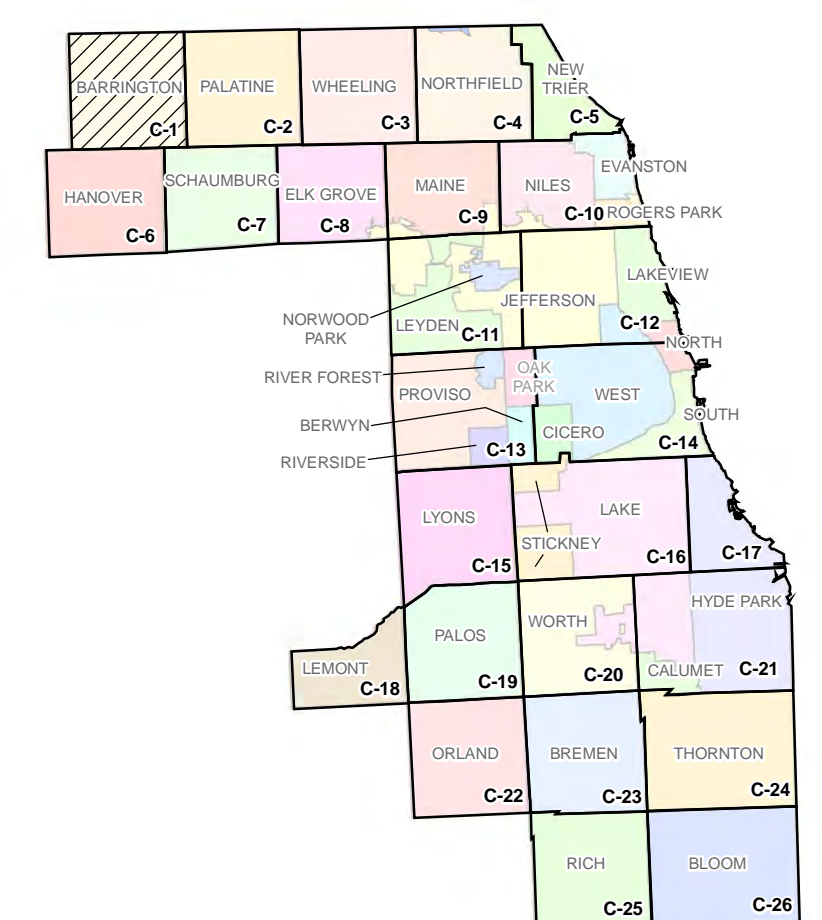 BARRINGTON
C-1
PALATINE
C-2
WHEELING
C-3
NORTHFIELD
C-4
NEW
TRIER
C-5
HANOVER
C-6
SCHAUMBURG
C-7
ELK GROVE
C-8
MAINE
C-9
NILES
C-10
EVANSTON
ROGERS PARK
NORWOOD
PARK
LEYDEN
C-11
JEFFERSON
LAKEVIEW
C-12
NORTH
RIVER FOREST
PROVISO
OAK
PARK
WEST
SOUTH
BERWYN
CICERO
C-14
RIVERSIDE
C-13
LYONS
C-15
STICKNEY
LAKE
C-16
C-17
LEMONT
C-18
PALOS
C-19
WORTH
C-20
HYDE PARK
CALUMET
C-21
ORLAND
C-22
BREMEN
C-23
THORNTON
C-24
RICH
C-25
BLOOM
C-26